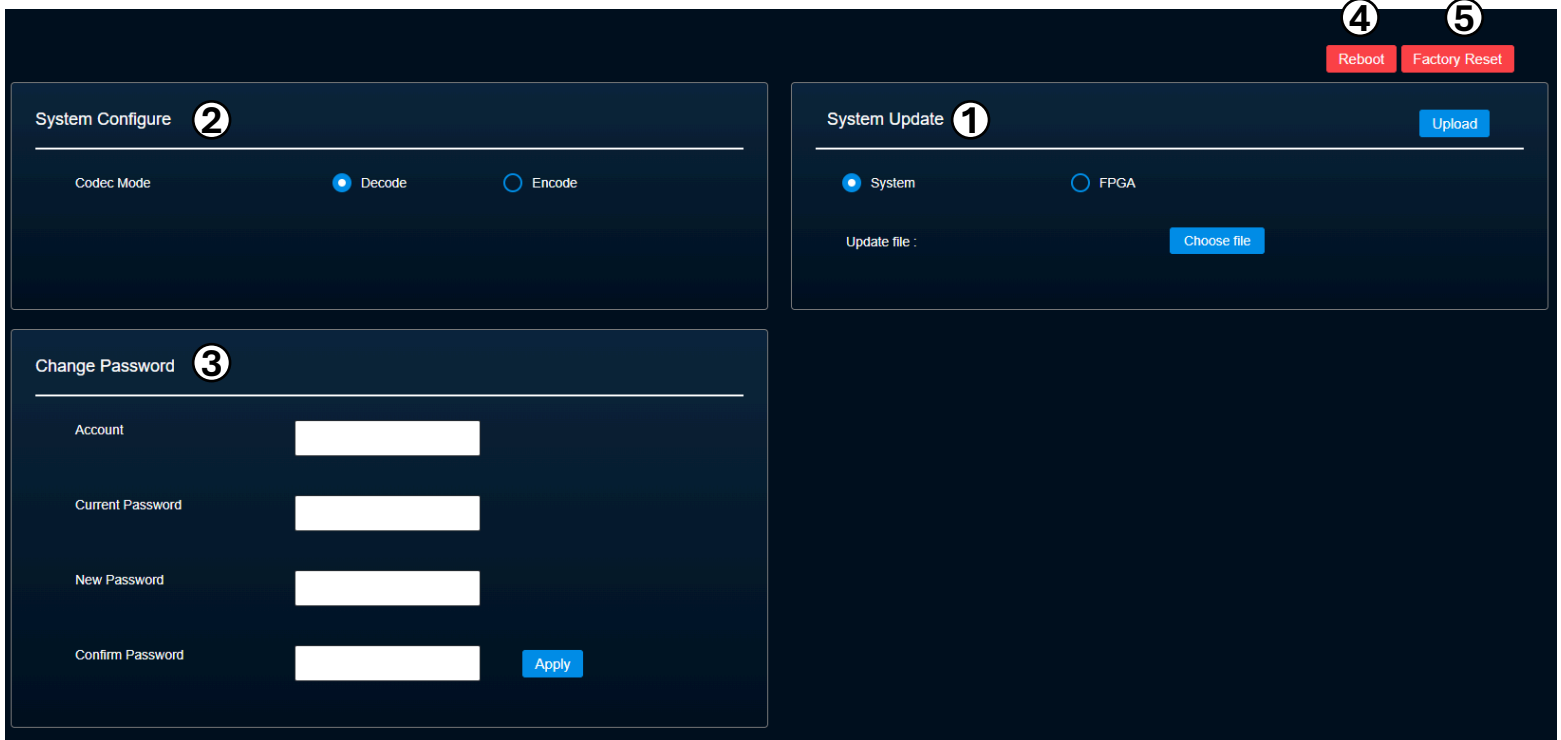 ④ ⑤
Reboot Factory Reset
System Configure ②
Codec Mode Decode Encode
System Update ① Upload
System FPGA
Update file : Choose file
Change Password ③
Account
Current Password
New Password
Confirm Password Apply